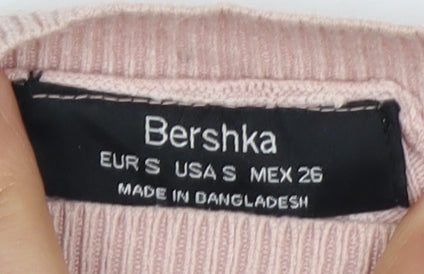 Bershka
EUR S USA S MEX 26
MADE IN BANGLADESH